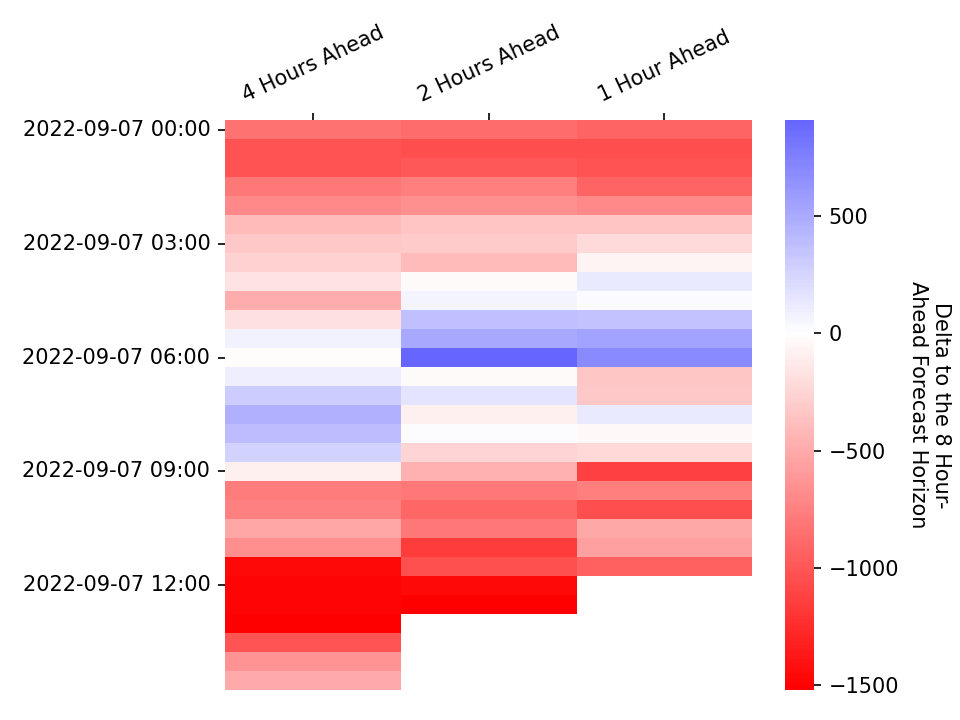 4 Hours Ahead
2 Hours Ahead
1 Hour Ahead
2022-09-07 00:00
2022-09-07 03:00
2022-09-07 06:00
2022-09-07 09:00
2022-09-07 12:00
500
0
−500
−1000
−1500
Delta to the 8 Hour-
Ahead Forecast Horizon